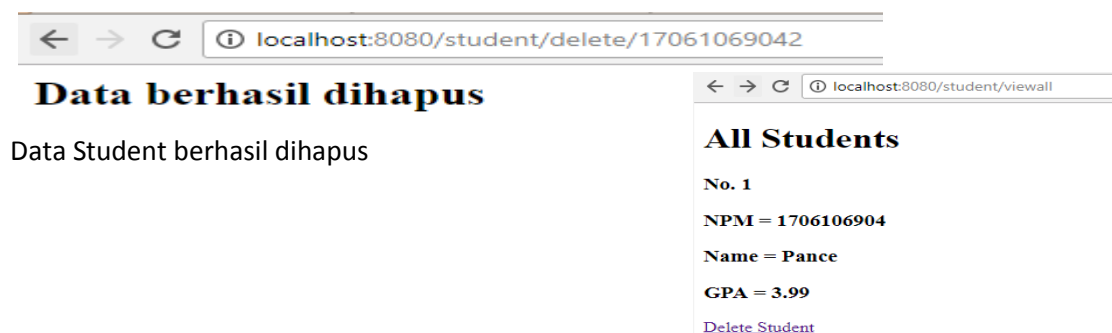 localhost:8080/student/delete/17061069042
Data berhasil dihapus
Data Student berhasil dihapus
localhost:8080/student/viewall
All Students
No. 1
NPM = 1706106904
Name = Pance
GPA = 3.99
Delete Student